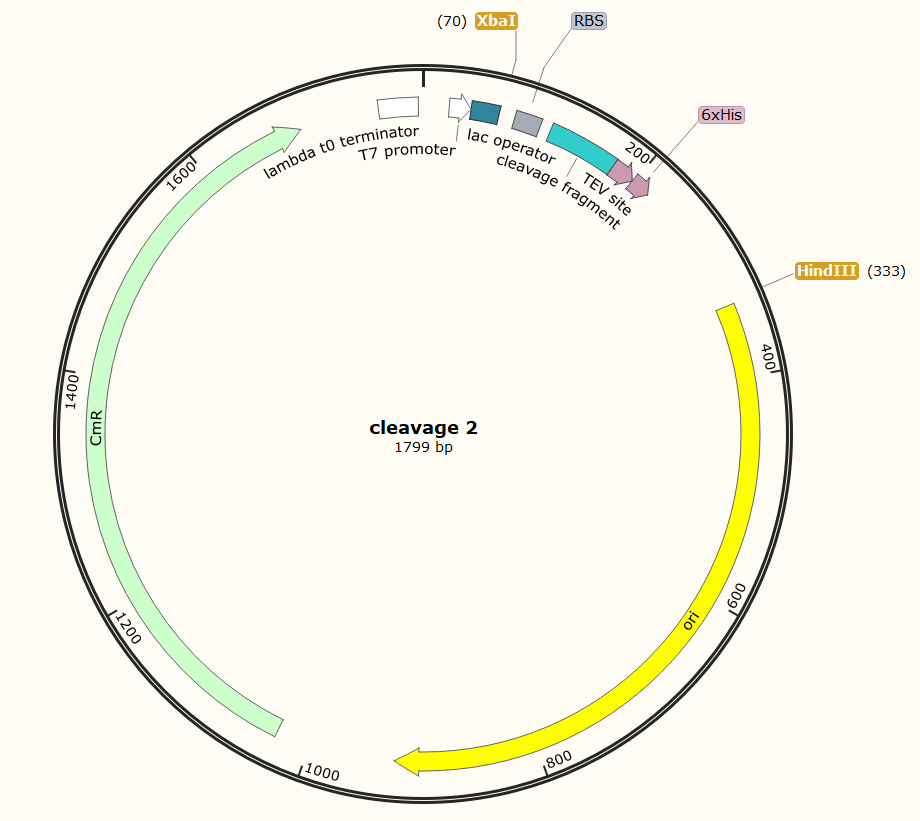 (70) XbaI
RBS
6xHis
200
lambda t0 terminator
T7 promoter
lac operator
cleavage fragment
TEV site
1600
HindIII (333)
400
1400
CmR
cleavage 2
1799 bp
600
ori
1200
800
1000